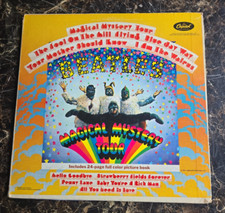 Magical Mystery Tour
The Fool On The Hill Flying Blue Jay Way
Your Mother Should Know I Am The Walrus
BEATLES
MAGICAL MYSTERY
TOUR
Includes 24-page full color picture book
Hello Goodbye Strawberry Fields Forever
Penny Lane Baby You're A Rich Man
All You Need Is Love